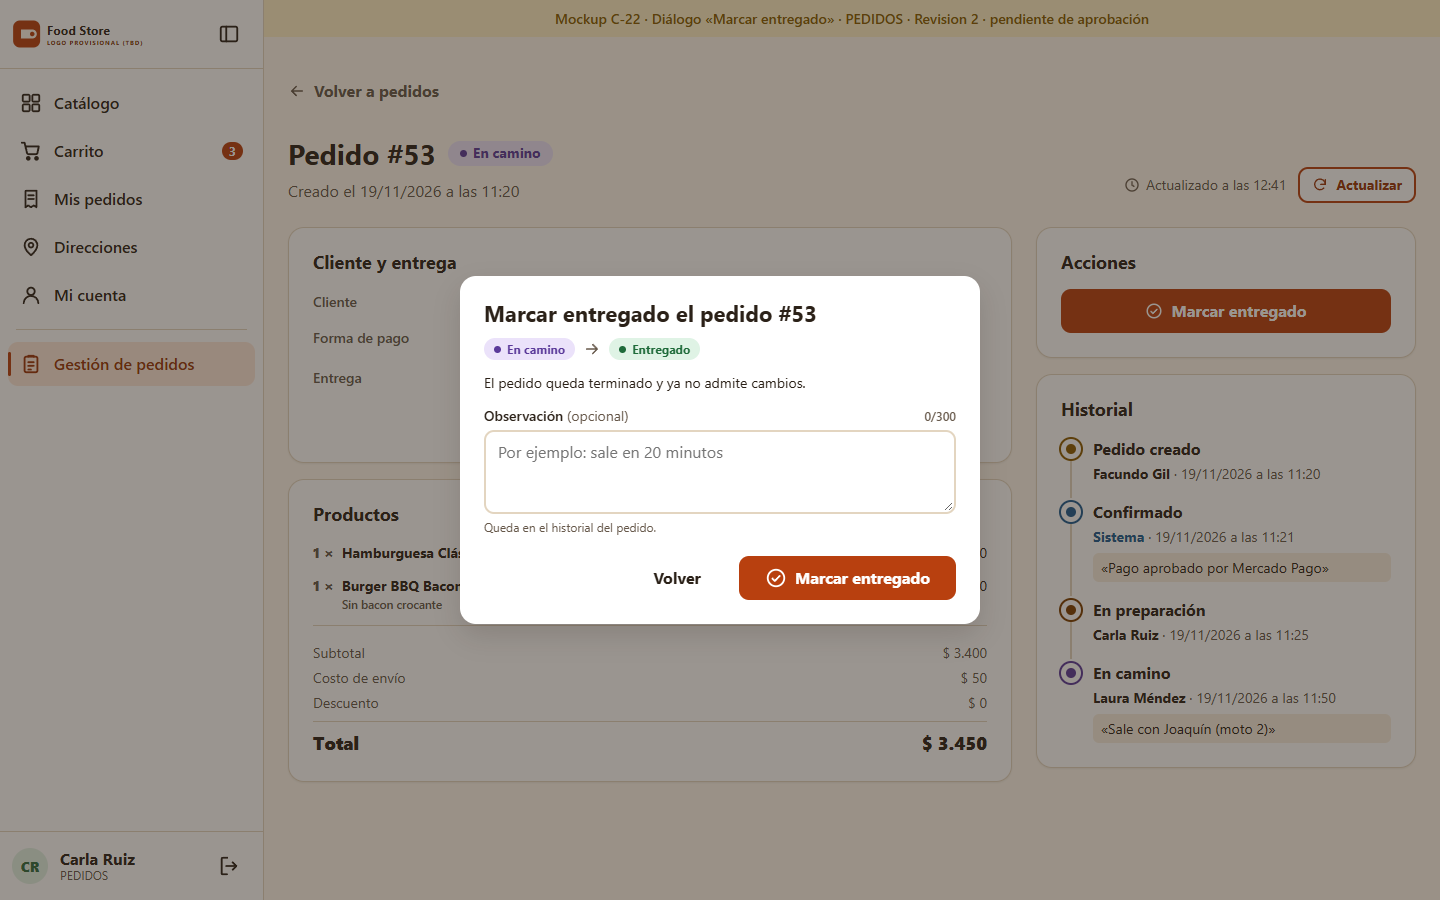 Mockup C-22 · Diálogo «Marcar entregado» · PEDIDOS · Revision 2 · pendiente de aprobación
Food Store
LOGO PROVISIONAL (TBD)
Catálogo
Carrito
3
Mis pedidos
Direcciones
Mi cuenta
Gestión de pedidos
CR
Carla Ruiz
PEDIDOS
Volver a pedidos
Pedido #53
En camino
Creado el 19/11/2026 a las 11:20
Actualizado a las 12:41
Actualizar
Cliente y entrega
Cliente
Forma de pago
Entrega
Marcar entregado el pedido #53
En camino
Entregado
El pedido queda terminado y ya no admite cambios.
Observación (opcional)
0/300
Por ejemplo: sale en 20 minutos
Queda en el historial del pedido.
Volver
Marcar entregado
Productos
1 × Hamburguesa Clás
0
1 × Burger BBQ Bacon
0
Sin bacon crocante
Subtotal
$ 3.400
Costo de envío
$ 50
Descuento
$ 0
Total
$ 3.450
Acciones
Marcar entregado
Historial
Pedido creado
Facundo Gil · 19/11/2026 a las 11:20
Confirmado
Sistema · 19/11/2026 a las 11:21
«Pago aprobado por Mercado Pago»
En preparación
Carla Ruiz · 19/11/2026 a las 11:25
En camino
Laura Méndez · 19/11/2026 a las 11:50
«Sale con Joaquín (moto 2)»